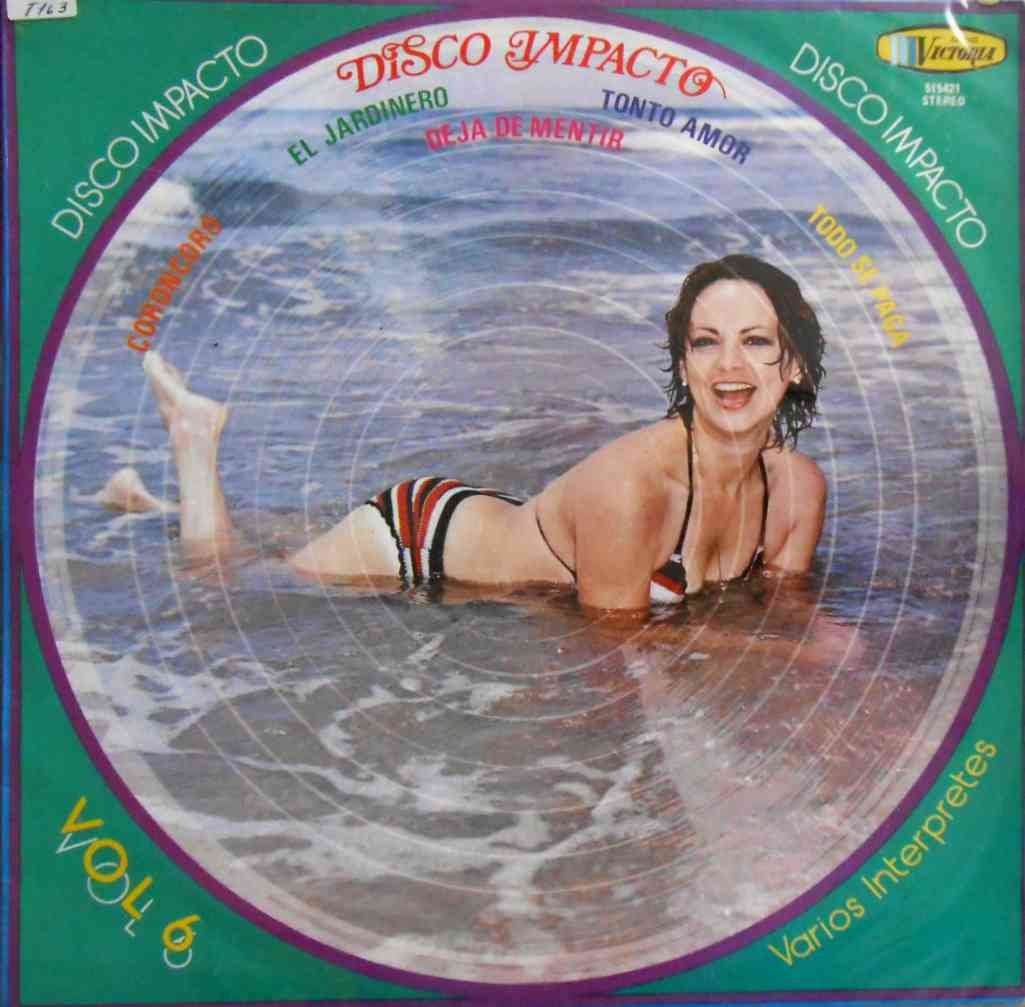 T163
DISCO IMPACTO
DISCO IMPACTO
DISCO IMPACTO
VICTORIA
515421
STEREO
EL JARDINERO
DEJA DE MENTIR
TONTO AMOR
CORONCORO
TODO SE PAGA
VOL 6
Varios Interpretes